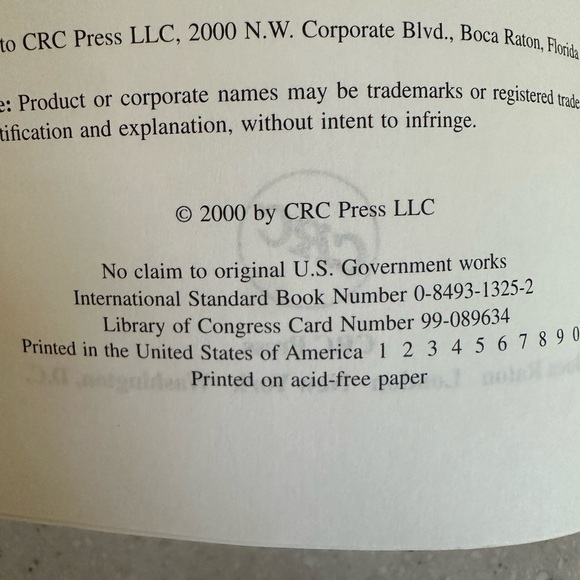 to CRC Press LLC, 2000 N.W. Corporate Blvd., Boca Raton, Florida
e: Product or corporate names may be trademarks or registered trade
tification and explanation, without intent to infringe.
© 2000 by CRC Press LLC
No claim to original U.S. Government works
International Standard Book Number 0-8493-1325-2
Library of Congress Card Number 99-089634
Printed in the United States of America 1 2 3 4 5 6 7 8 9 0
Printed on acid-free paper